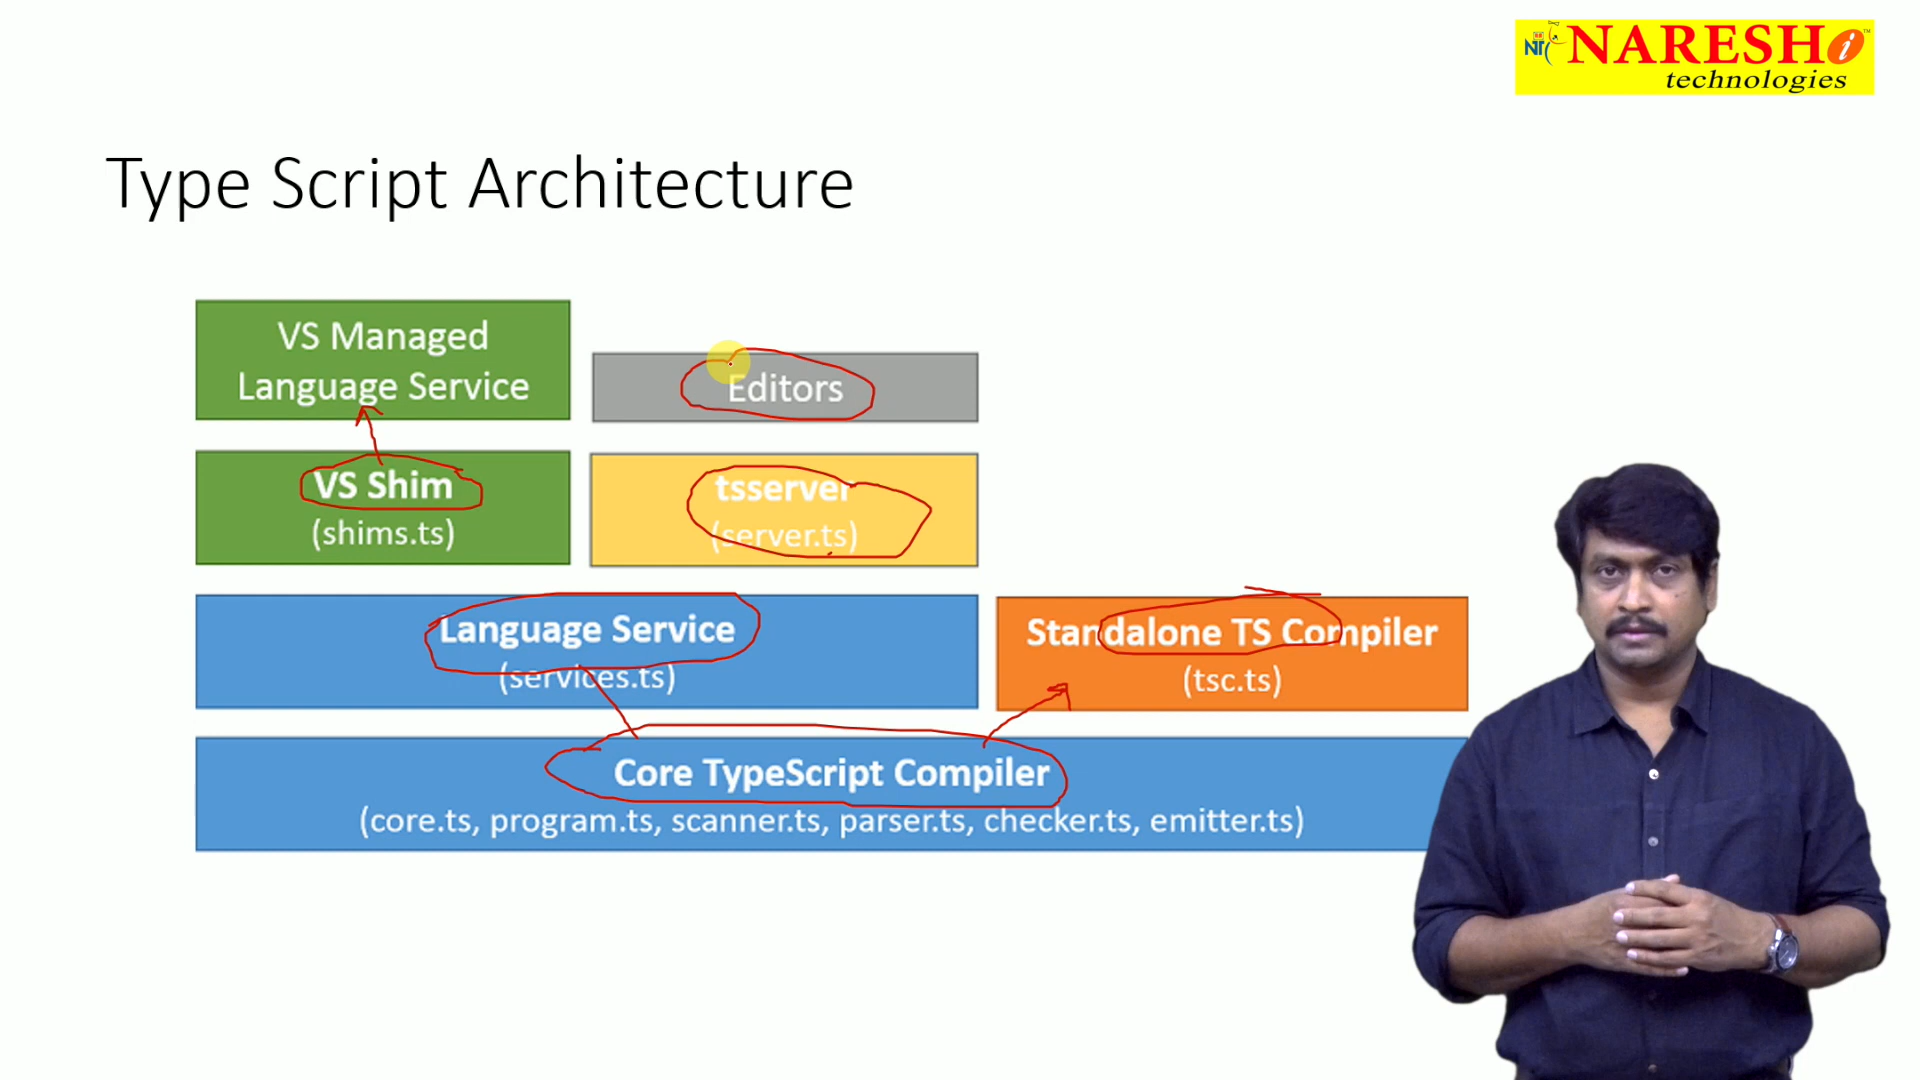 NT NARESH i ™
technologies
Type Script Architecture
VS Managed
Language Service
Editors
VS Shim
(shims.ts)
tsserver
(server.ts)
Language Service
(services.ts)
Standalone TS Compiler
(tsc.ts)
Core TypeScript Compiler
(core.ts, program.ts, scanner.ts, parser.ts, checker.ts, emitter.ts)